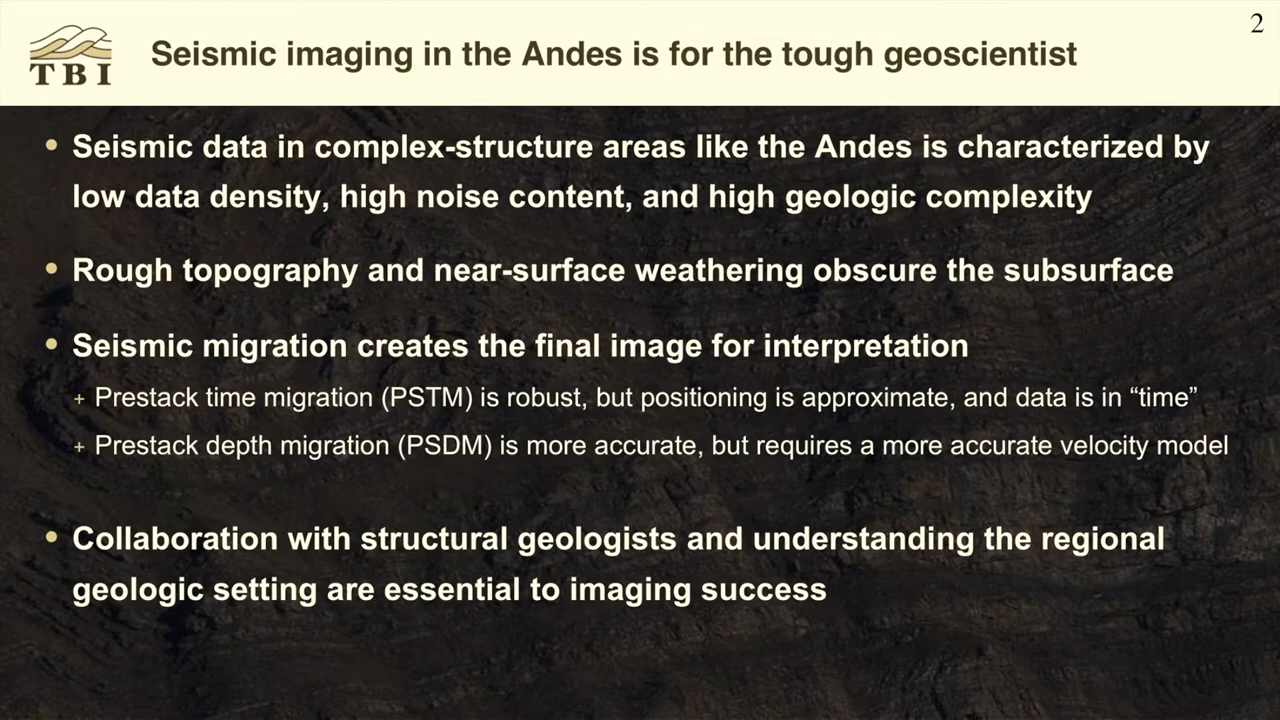 2
TBI
Seismic imaging in the Andes is for the tough geoscientist
• Seismic data in complex-structure areas like the Andes is characterized by
low data density, high noise content, and high geologic complexity
• Rough topography and near-surface weathering obscure the subsurface
• Seismic migration creates the final image for interpretation
+ Prestack time migration (PSTM) is robust, but positioning is approximate, and data is in “time”
+ Prestack depth migration (PSDM) is more accurate, but requires a more accurate velocity model
• Collaboration with structural geologists and understanding the regional
geologic setting are essential to imaging success